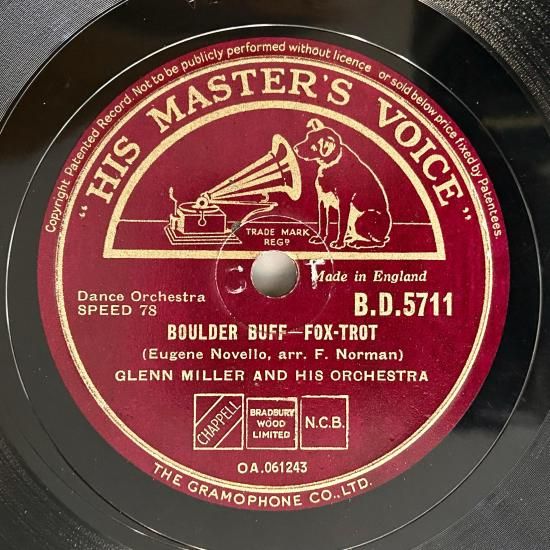 Copyright Patented Record. Not to be publicly performed without licence or sold below price fixed by Patentees.
"HIS MASTER'S VOICE"
TRADE MARK
REGD
C T
Made in England
Dance Orchestra
SPEED 78
B.D.5711
BOULDER BUFF—FOX-TROT
(Eugene Novello, arr. F. Norman)
GLENN MILLER AND HIS ORCHESTRA
CHAPPELL
BRADBURY
WOOD
LIMITED
N.C.B.
OA.061243
THE GRAMOPHONE CO., LTD.